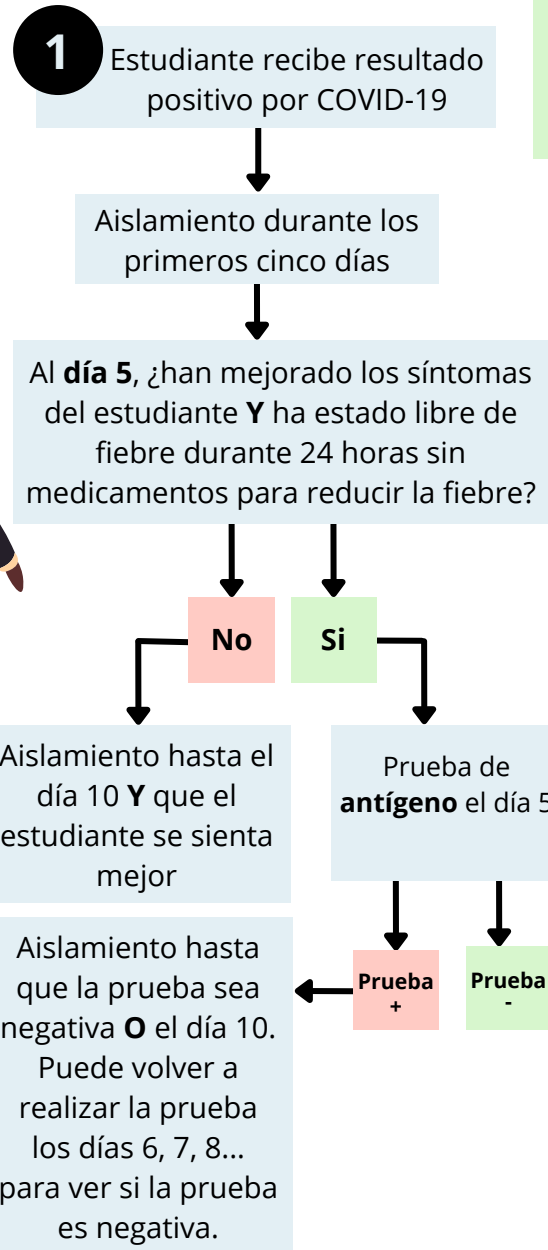 1
Estudiante recibe resultado
positivo por COVID-19
Aislamiento durante los
primeros cinco días
Al día 5, ¿han mejorado los síntomas
del estudiante Y ha estado libre de
fiebre durante 24 horas sin
medicamentos para reducir la fiebre?
No
Si
Aislamiento hasta el
día 10 Y que el
estudiante se sienta
mejor
Prueba de
antígeno el día 5
Prueba
+
Prueba
-
Aislamiento hasta
que la prueba sea
negativa O el día 10.
Puede volver a
realizar la prueba
los días 6, 7, 8...
para ver si la prueba
es negativa.